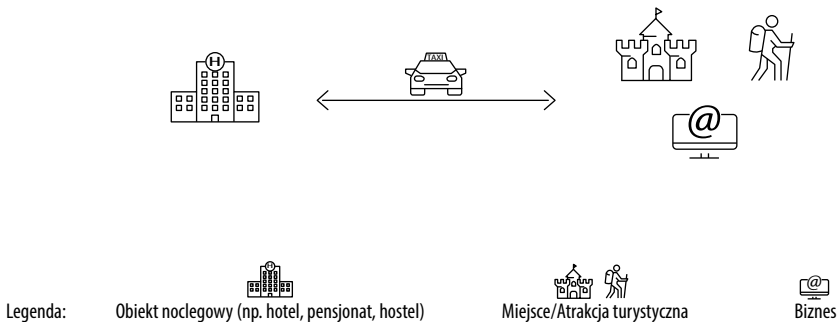 H
TAXI
@
H
@
Legenda:
Obiekt noclegowy (np. hotel, pensjonat, hostel)
Miejsce/Atrakcja turystyczna
Biznes